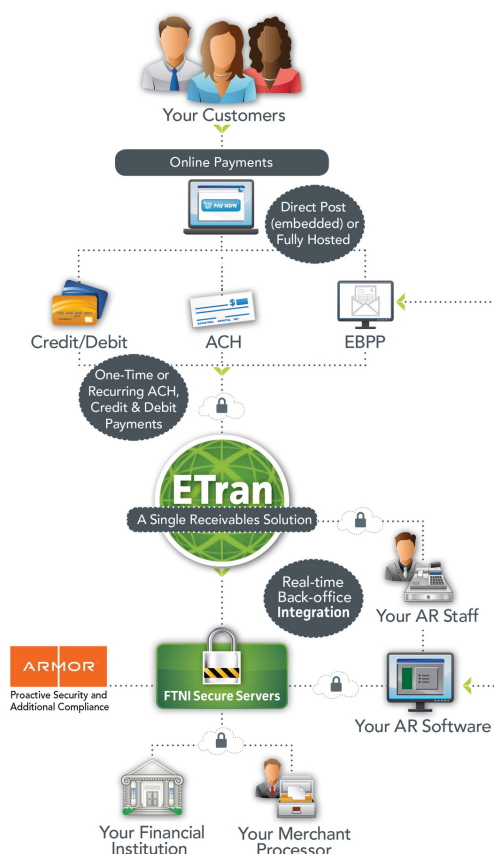 Your Customers
Online Payments
PAY NOW
Direct Post
(embedded) or
Fully Hosted
Credit/Debit
ACH
EBPP
One-Time or
Recurring ACH,
Credit & Debit
Payments
ETran
A Single Receivables Solution
Real-time
Back-office
Integration
Your AR Staff
ARMOR
Proactive Security and
Additional Compliance
FTNI Secure Servers
Your AR Software
Your Financial
Institution
Your Merchant
Processor